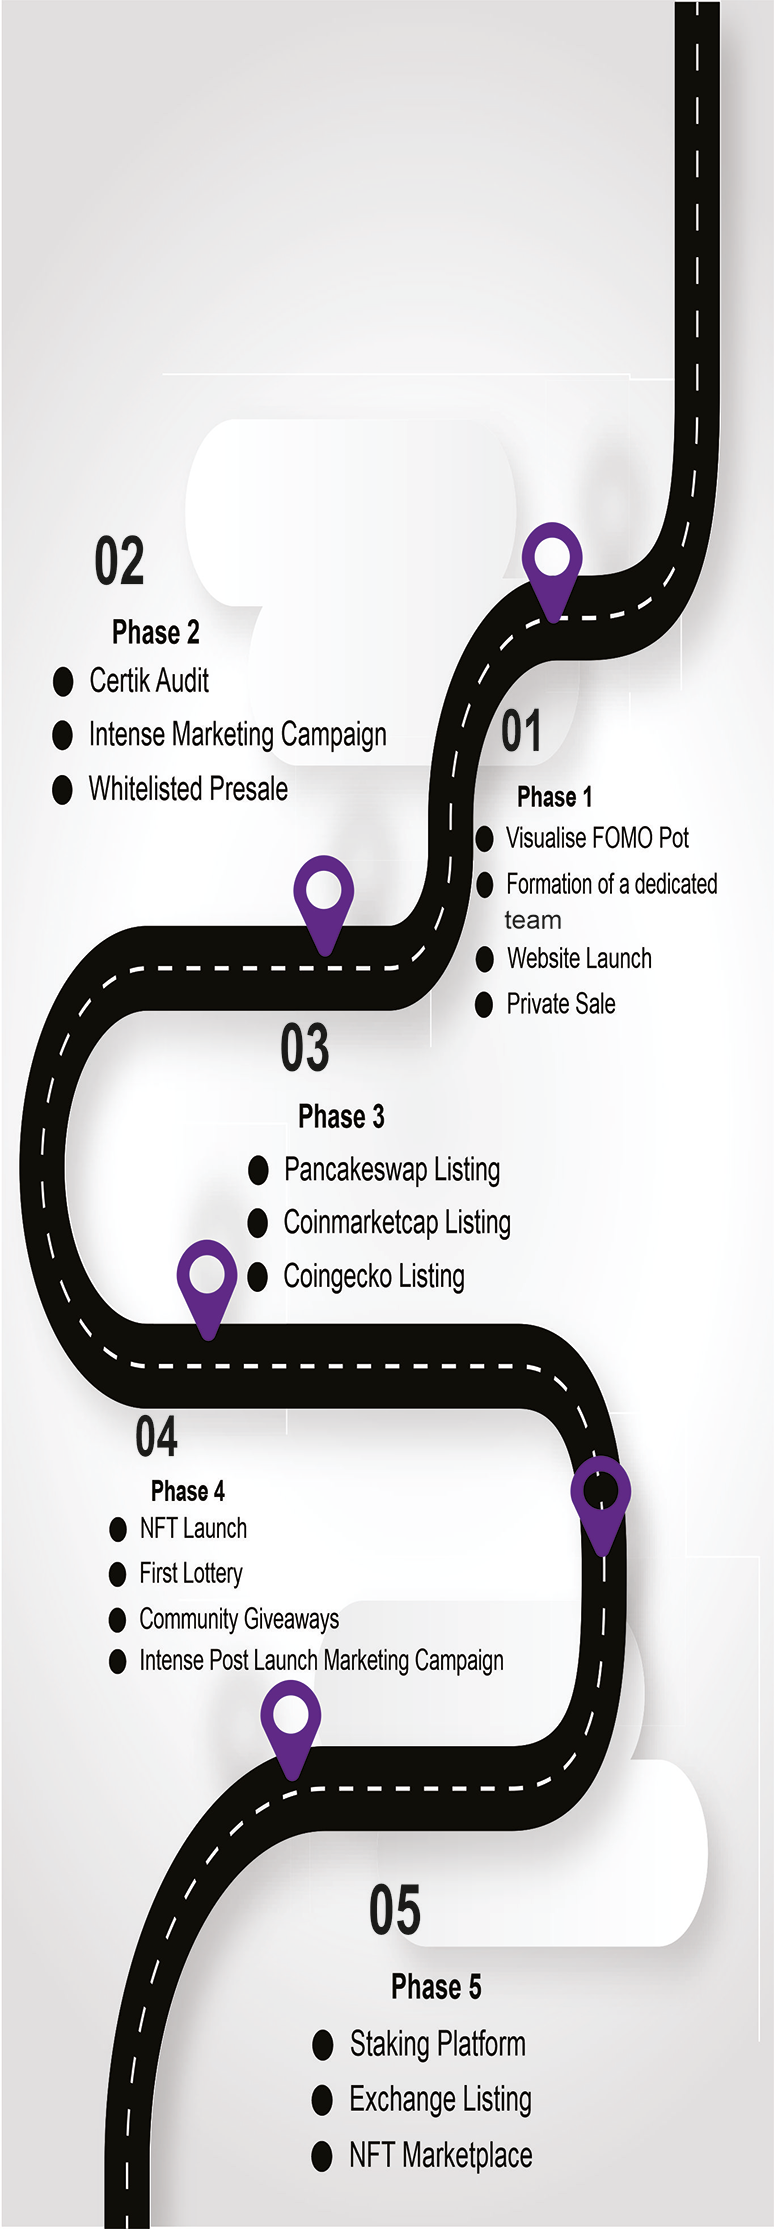 02
Phase 2
Certik Audit
Intense Marketing Campaign
Whitelisted Presale
01
Phase 1
Visualise FOMO Pot
Formation of a dedicated
team
Website Launch
Private Sale
03
Phase 3
Pancakeswap Listing
Coinmarketcap Listing
Coingecko Listing
04
Phase 4
NFT Launch
First Lottery
Community Giveaways
Intense Post Launch Marketing Campaign
05
Phase 5
Staking Platform
Exchange Listing
NFT Marketplace